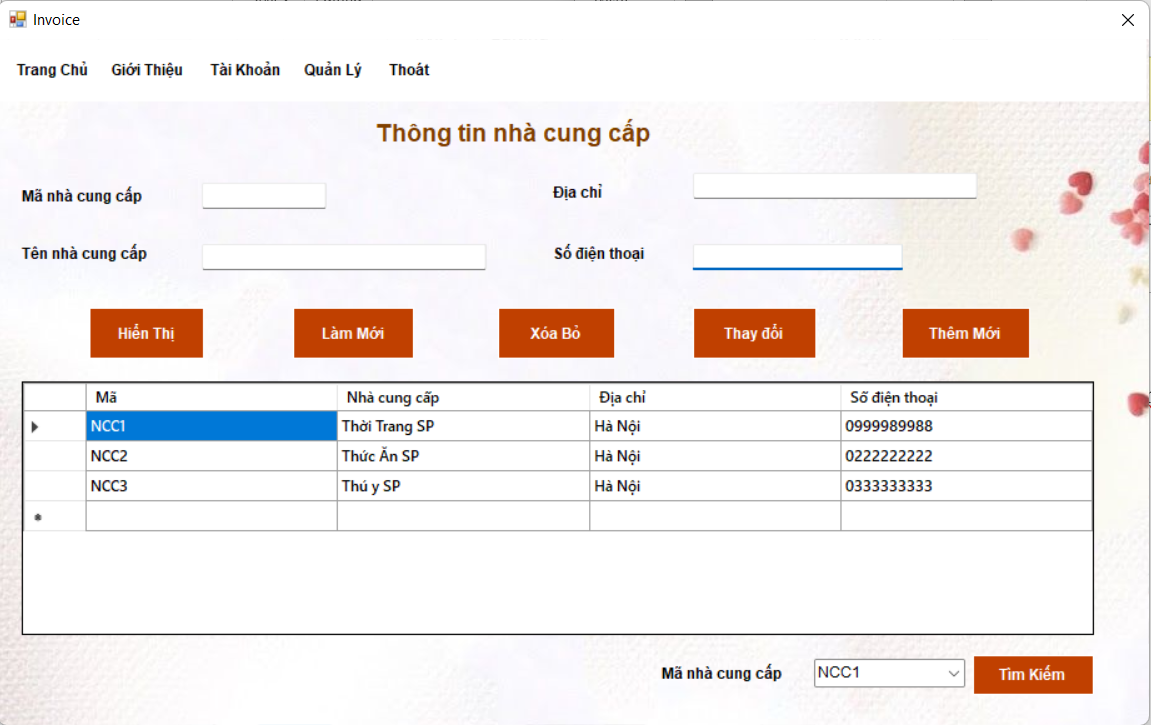 Invoice
Trang Chủ Giới Thiệu Tài Khoản Quản Lý Thoát
Thông tin nhà cung cấp
Mã nhà cung cấp Địa chỉ
Tên nhà cung cấp Số điện thoại
Hiển Thị Làm Mới Xóa Bỏ Thay đổi Thêm Mới
Mã Nhà cung cấp Địa chỉ Số điện thoại
NCC1 Thời Trang SP Hà Nội 0999989988
NCC2 Thức Ăn SP Hà Nội 0222222222
NCC3 Thú y SP Hà Nội 0333333333
Mã nhà cung cấp NCC1 Tìm Kiếm